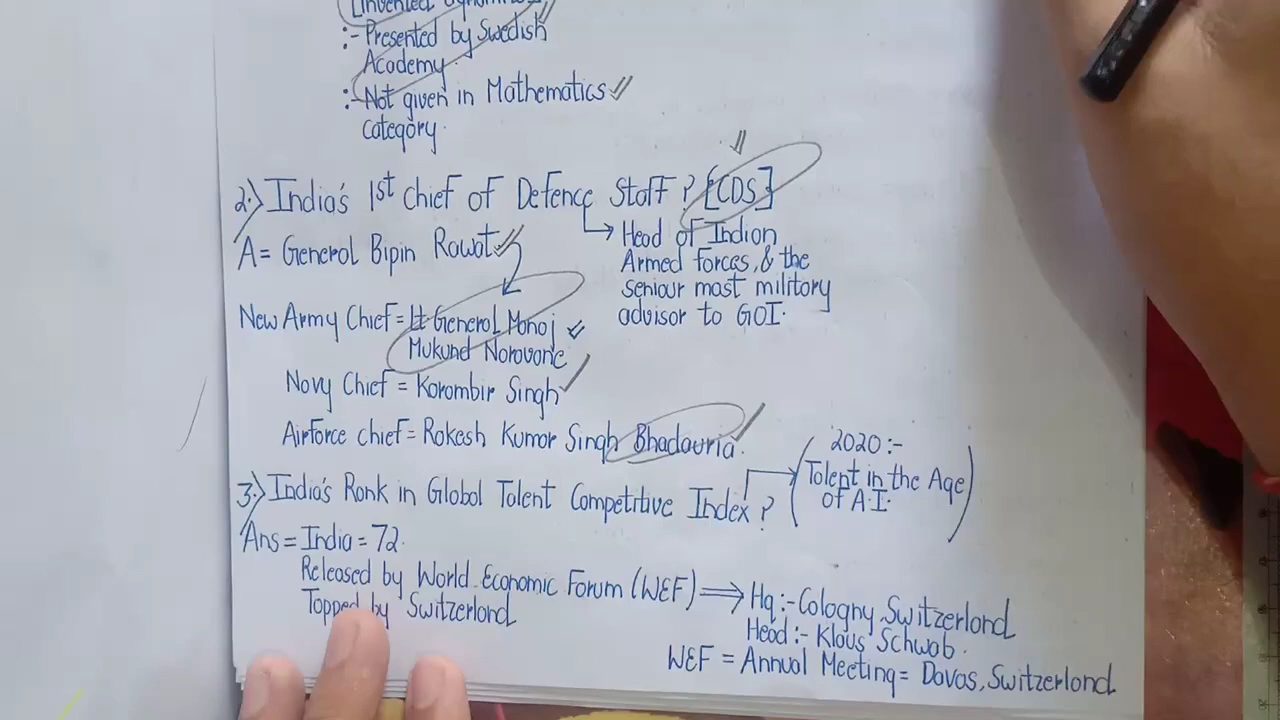 [Invented
:- Presented by Swedish
Academy
:- Not given in Mathematics
category.
2.) India's 1st Chief of Defence Staff ? [CDS]
Head of Indian
Armed forces, & the
seniour most military
advisor to GOI.
A = General Bipin Rawat
New Army Chief = Lt General Manoj
Mukund Naravane
Navy Chief = Karambir Singh
Airforce chief = Rakesh Kumar Singh Bhadauria.
3.) India's Rank in Global Talent Competitive Index ?
2020:-
Talent in the Age
of A.I.
Ans = India = 72.
Released by World Economic Forum (WEF) ⇒ Hq :- Cologny, Switzerland
Topped by Switzerland
Head :- Klaus Schwab.
WEF = Annual Meeting = Davos, Switzerland